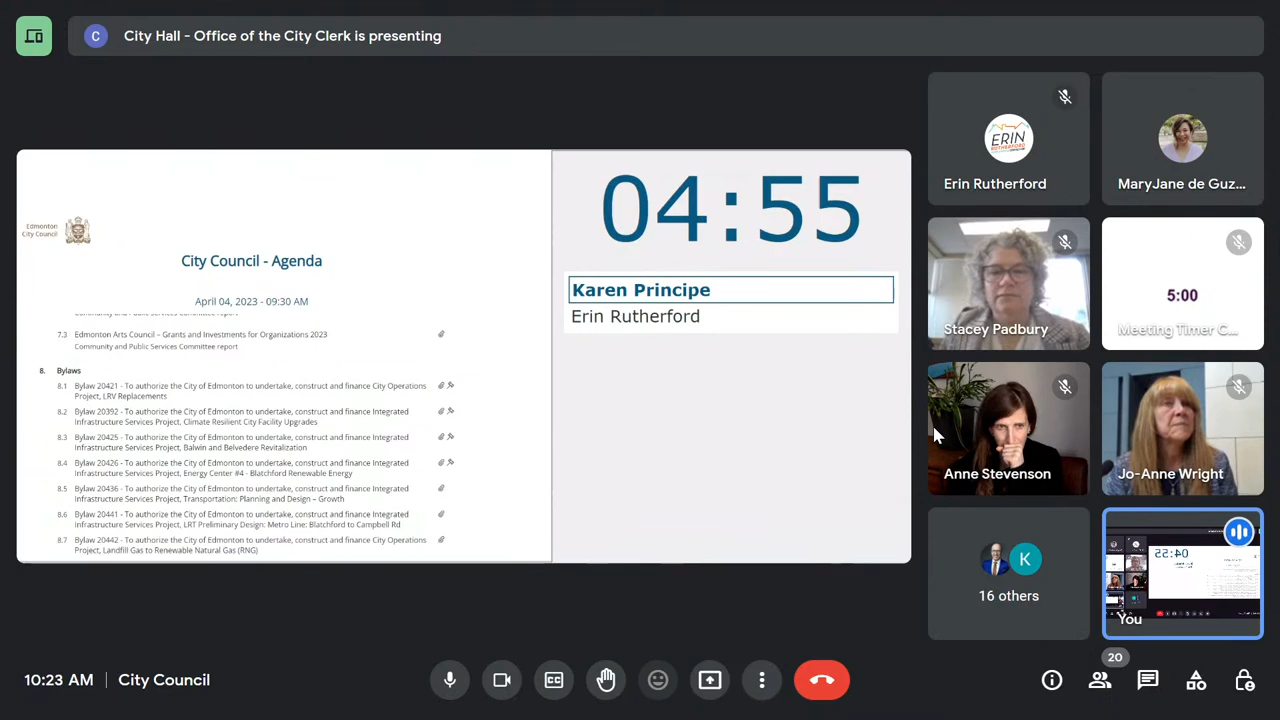 C
City Hall - Office of the City Clerk is presenting
Edmonton
City Council
City Council - Agenda
April 04, 2023 - 09:30 AM
Community and Public Services Committee report
7.3 Edmonton Arts Council – Grants and Investments for Organizations 2023
Community and Public Services Committee report
8. Bylaws
8.1 Bylaw 20421 - To authorize the City of Edmonton to undertake, construct and finance City Operations
Project, LRV Replacements
8.2 Bylaw 20392 - To authorize the City of Edmonton to undertake, construct and finance Integrated
Infrastructure Services Project, Climate Resilient City Facility Upgrades
8.3 Bylaw 20425 - To authorize the City of Edmonton to undertake, construct and finance Integrated
Infrastructure Services Project, Balwin and Belvedere Revitalization
8.4 Bylaw 20426 - To authorize the City of Edmonton to undertake, construct and finance Integrated
Infrastructure Services Project, Energy Center #4 - Blatchford Renewable Energy
8.5 Bylaw 20436 - To authorize the City of Edmonton to undertake, construct and finance Integrated
Infrastructure Services Project, Transportation: Planning and Design – Growth
8.6 Bylaw 20441 - To authorize the City of Edmonton to undertake, construct and finance Integrated
Infrastructure Services Project, LRT Preliminary Design: Metro Line: Blatchford to Campbell Rd
8.7 Bylaw 20442 - To authorize the City of Edmonton to undertake, construct and finance City Operations
Project, Landfill Gas to Renewable Natural Gas (RNG)
04:55
Karen Principe
Erin Rutherford
ERIN
RUTHERFORD
Erin Rutherford
MaryJane de Guz...
Stacey Padbury
5:00
Meeting Timer C...
Anne Stevenson
Jo-Anne Wright
K
16 others
04:55
You
10:23 AM | City Council
20